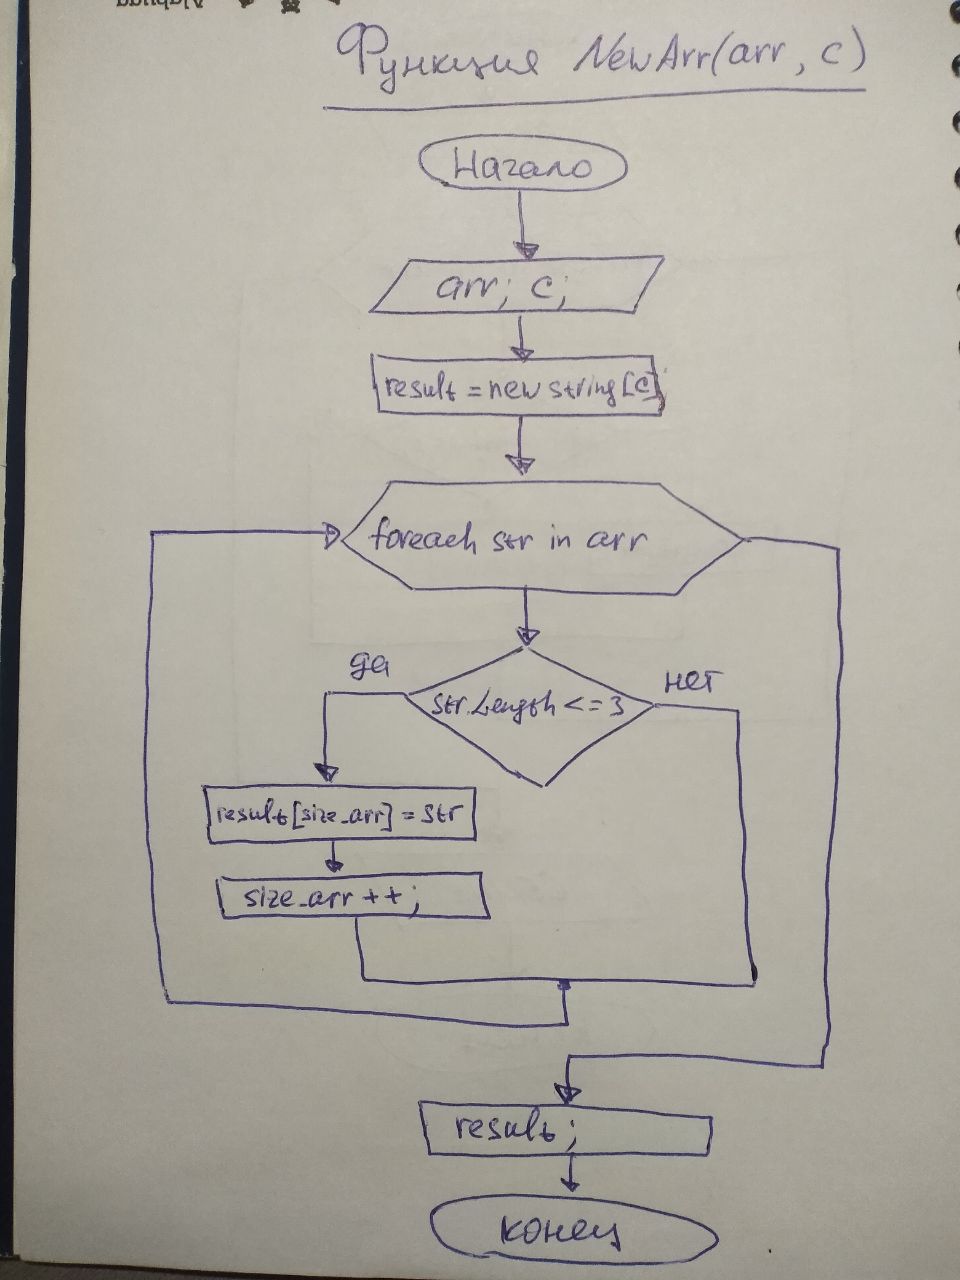 Функция NewArr(arr, c)
Начало
arr; c;
result = new string[c];
foreach str in arr
да
нет
str.Length <= 3
result[size_arr] = str
size_arr ++;
result;
конец